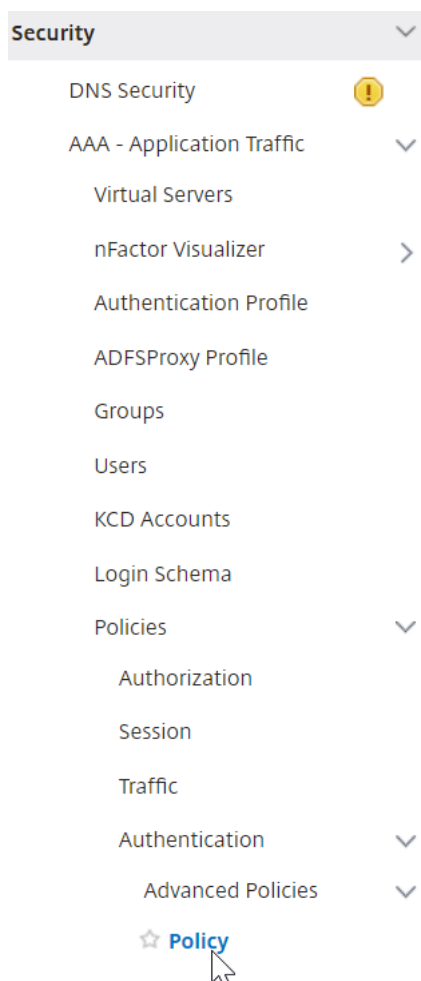 Security
DNS Security
AAA - Application Traffic
Virtual Servers
nFactor Visualizer
Authentication Profile
ADFSProxy Profile
Groups
Users
KCD Accounts
Login Schema
Policies
Authorization
Session
Traffic
Authentication
Advanced Policies
Policy